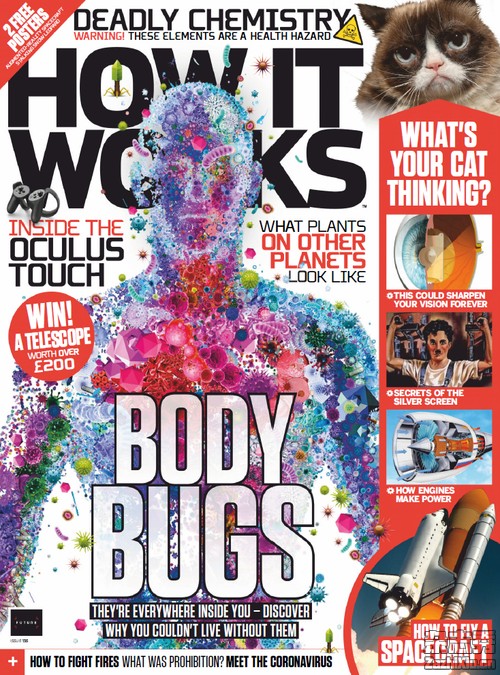 2 FREE
POSTERS
DEADLY CHEMISTRY
WARNING! THESE ELEMENTS ARE A HEALTH HAZARD
HOW IT
WORKS
INSIDE THE
OCULUS
TOUCH
WHAT PLANTS
ON OTHER
PLANETS
LOOK LIKE
WIN!
A TELESCOPE
WORTH OVER
£200
WHAT'S
YOUR CAT
THINKING?
THIS COULD SHARPEN
YOUR VISION FOREVER
SECRETS OF THE
SILVER SCREEN
HOW ENGINES
MAKE POWER
HOW TO FLY A
SPACECRAFT
BODY
BUGS
THEY'RE EVERYWHERE INSIDE YOU – DISCOVER
WHY YOU COULDN'T LIVE WITHOUT THEM
FUTURE
+ HOW TO FIGHT FIRES WHAT WAS PROHIBITION? MEET THE CORONAVIRUS